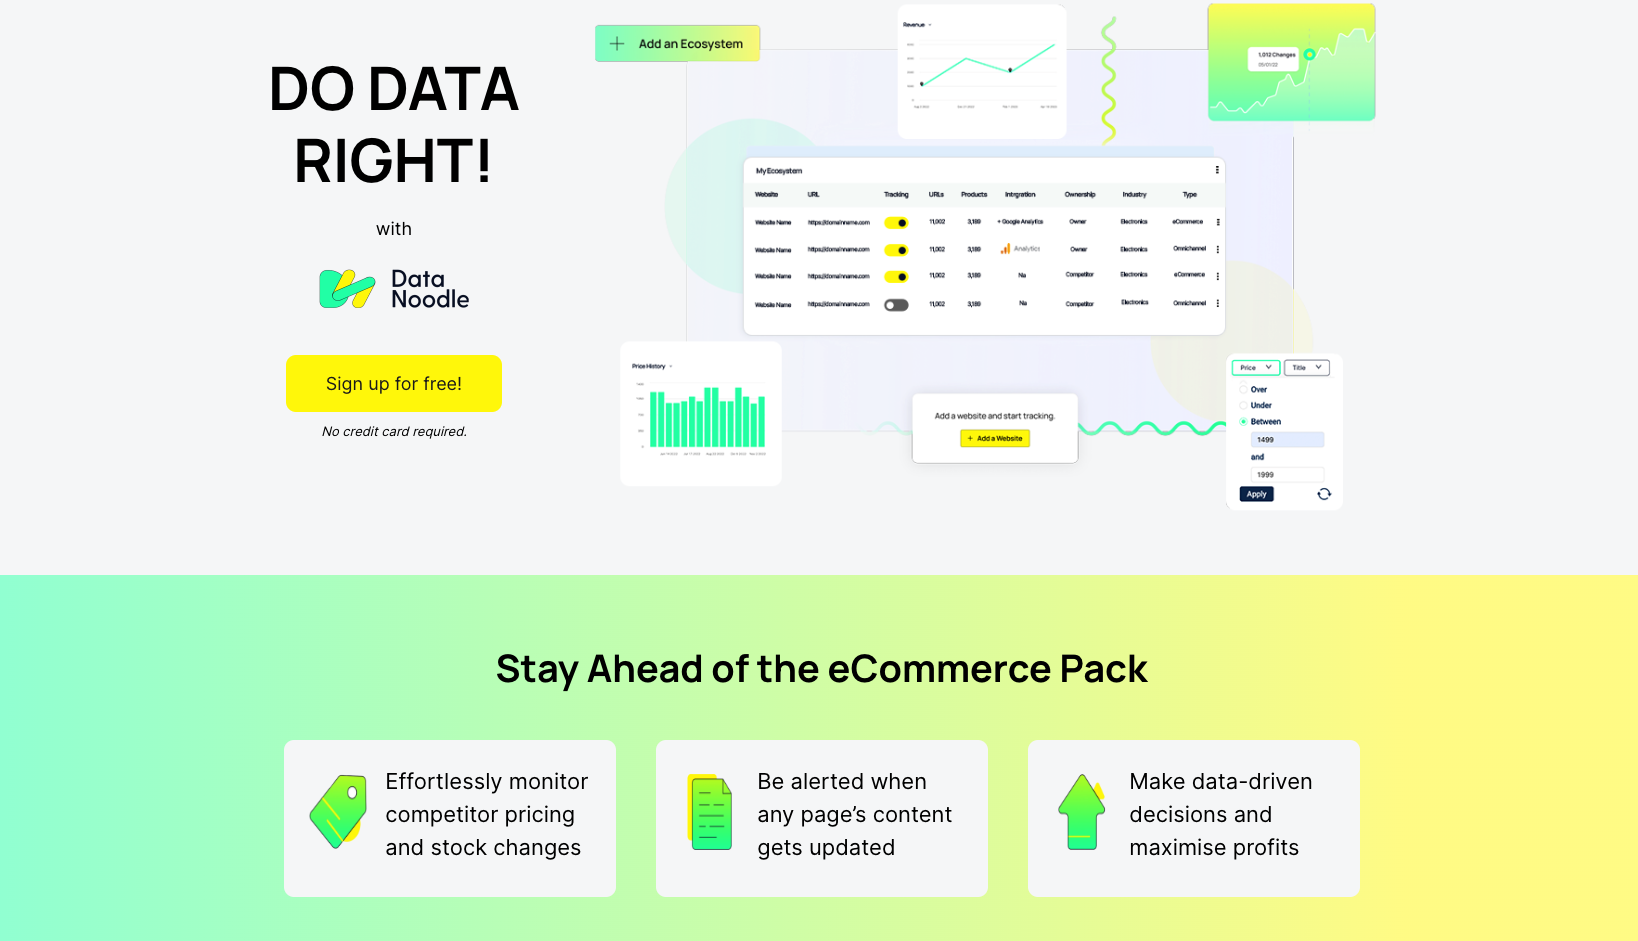 DO DATA
RIGHT!
with
Data
Noodle
Sign up for free!
No credit card required.
Add an Ecosystem
Revenue
1,012 Changes
My Ecosystem
Website URL Tracking URLs Products Intrgration Ownership Industry Type
Website Name https://domainname.com 11,002 3,189 + Google Analytics Owner Electronics eCommerce
Website Name https://domainname.com 11,002 3,189 Analytics Owner Electronics Omnichannel
Website Name https://domainname.com 11,002 3,189 Na Competitor Electronics eCommerce
Website Name https://domainname.com 11,002 3,189 Na Competitor Electronics Omnichannel
Price History
Add a website and start tracking.
+ Add a Website
Price Title
Over
Under
Between
1499
and
1999
Apply
Stay Ahead of the eCommerce Pack
Effortlessly monitor
competitor pricing
and stock changes
Be alerted when
any page’s content
gets updated
Make data-driven
decisions and
maximise profits